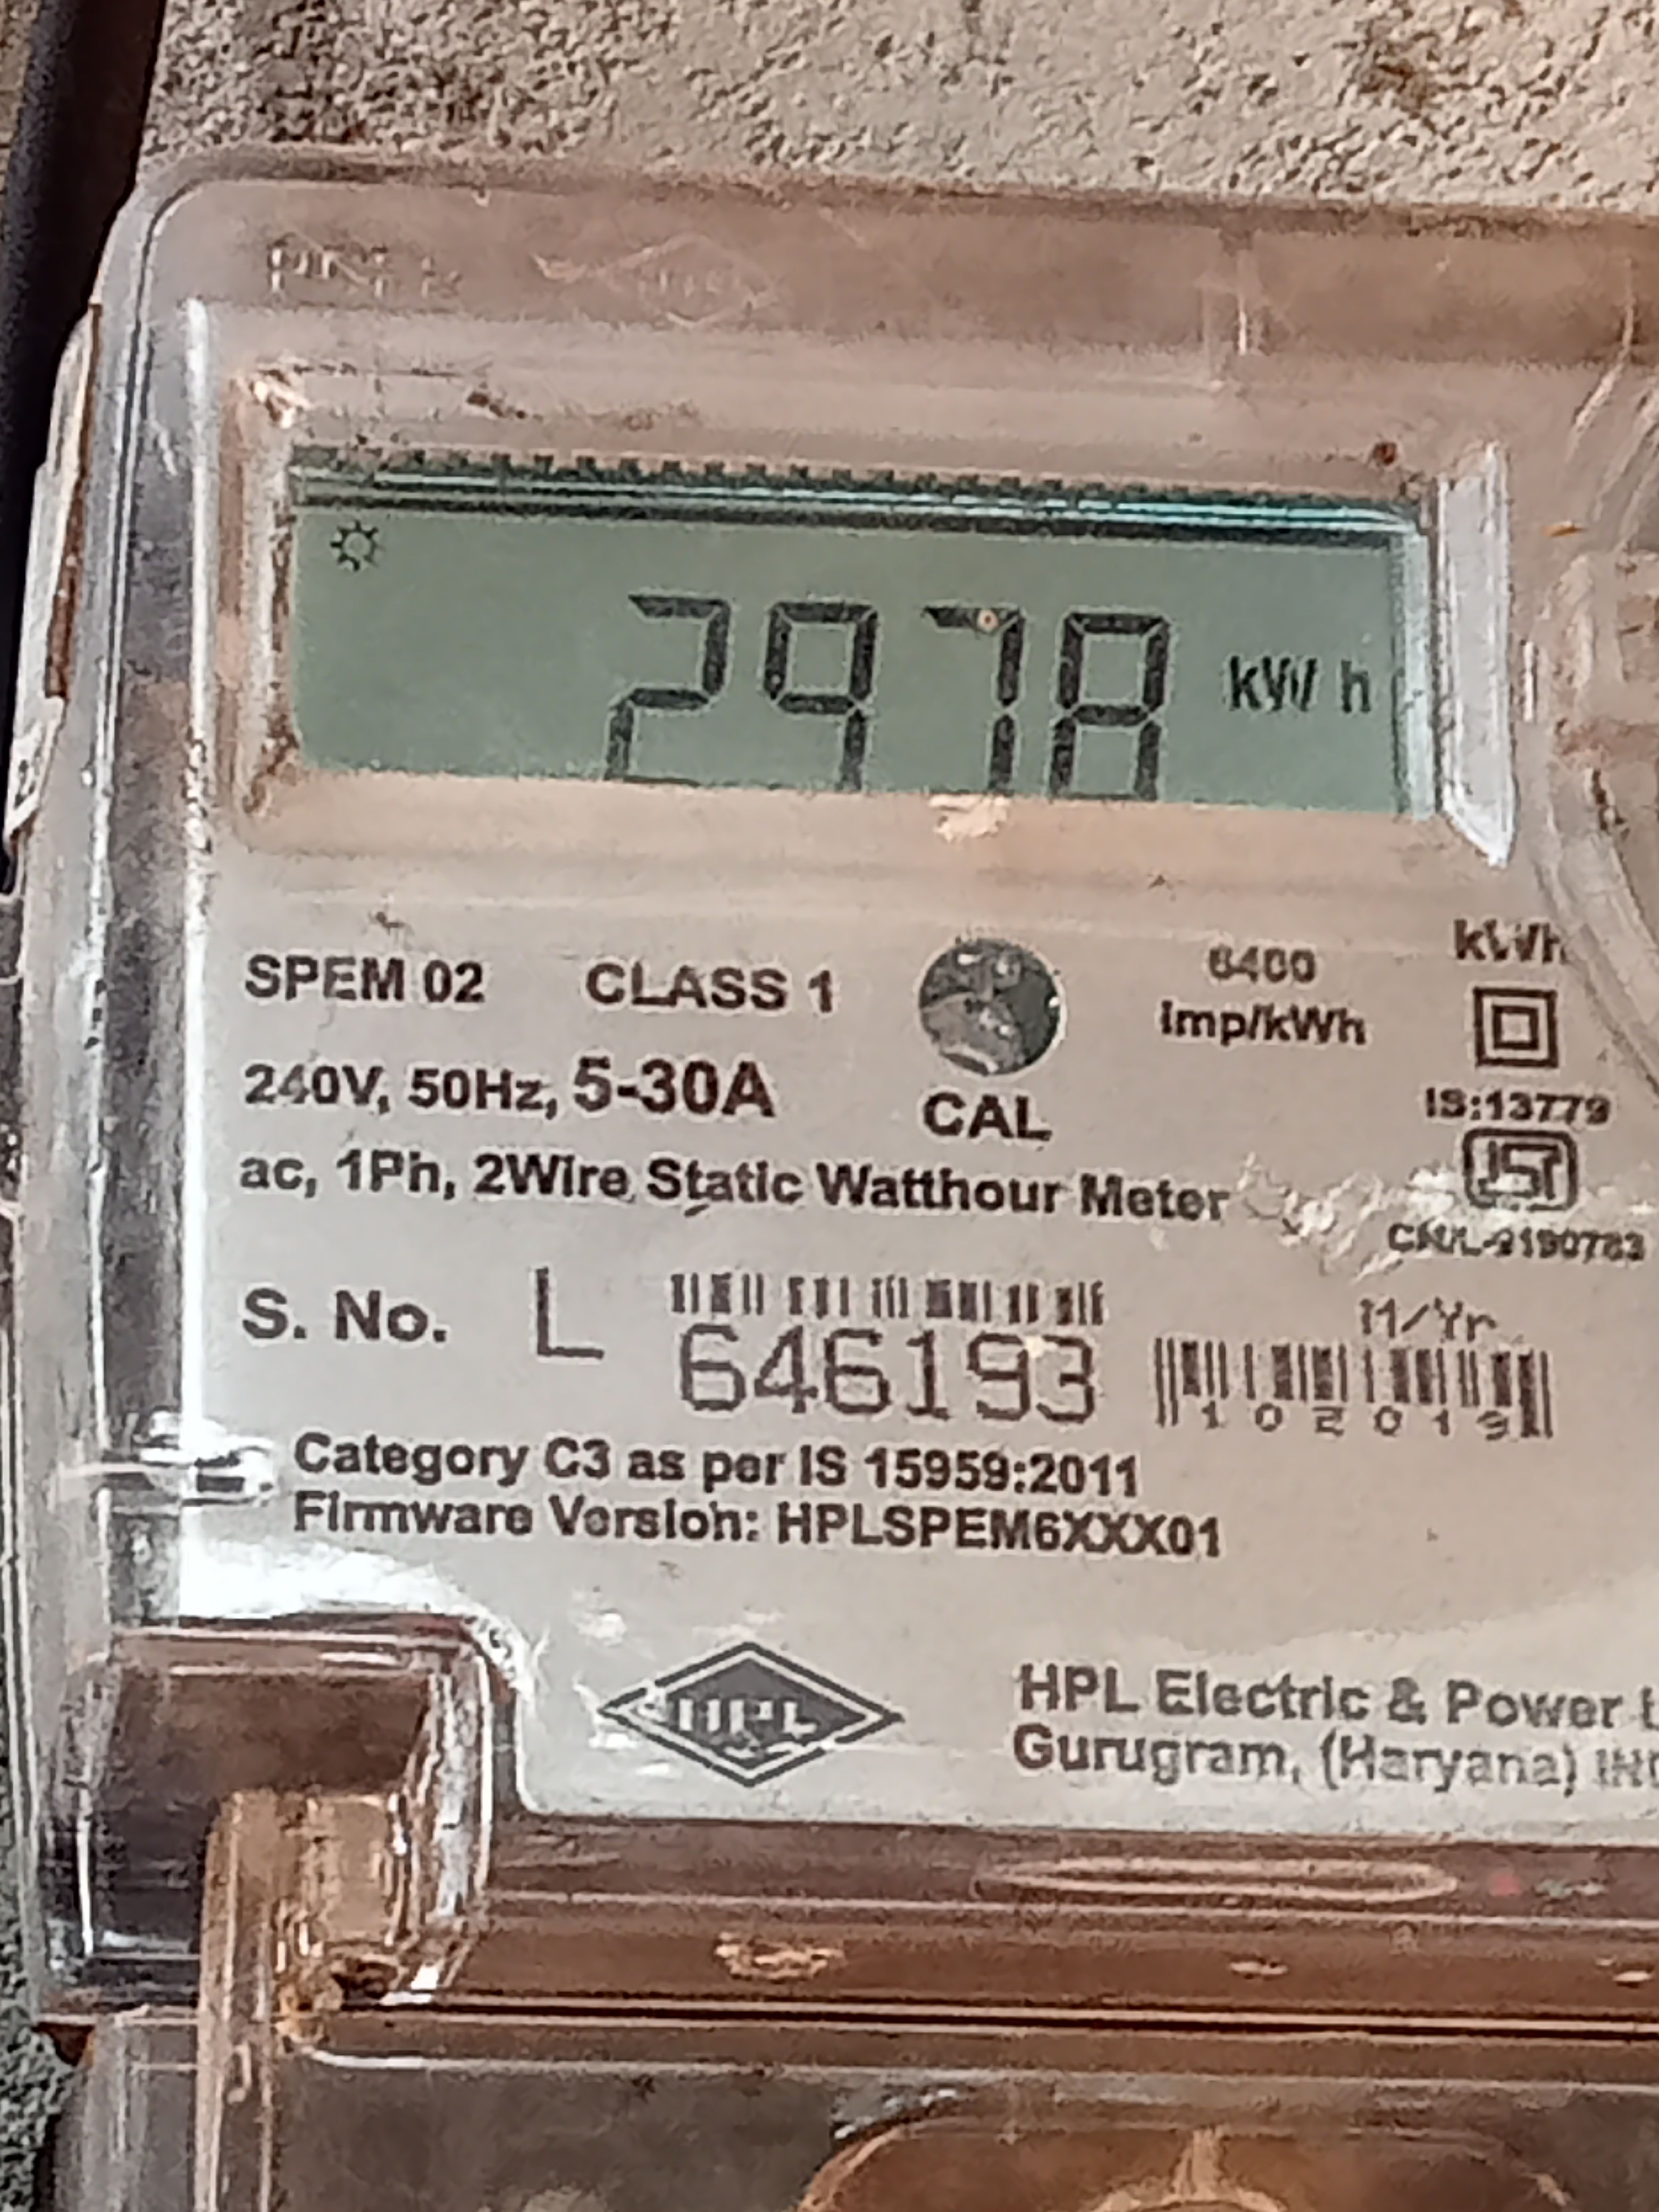 2978 kWh
SPEM 02 CLASS 1
CAL
6400
Imp/kWh
kWh
240V, 50Hz, 5-30A
IS:13779
ac, 1Ph, 2Wire Static Watthour Meter
S. No. L 646193
M/Yr
102019
Category C3 as per IS 15959:2011
Firmware Version: HPLSPEM6XXX01
HPL
HPL Electric & Power
Gurugram, (Haryana)